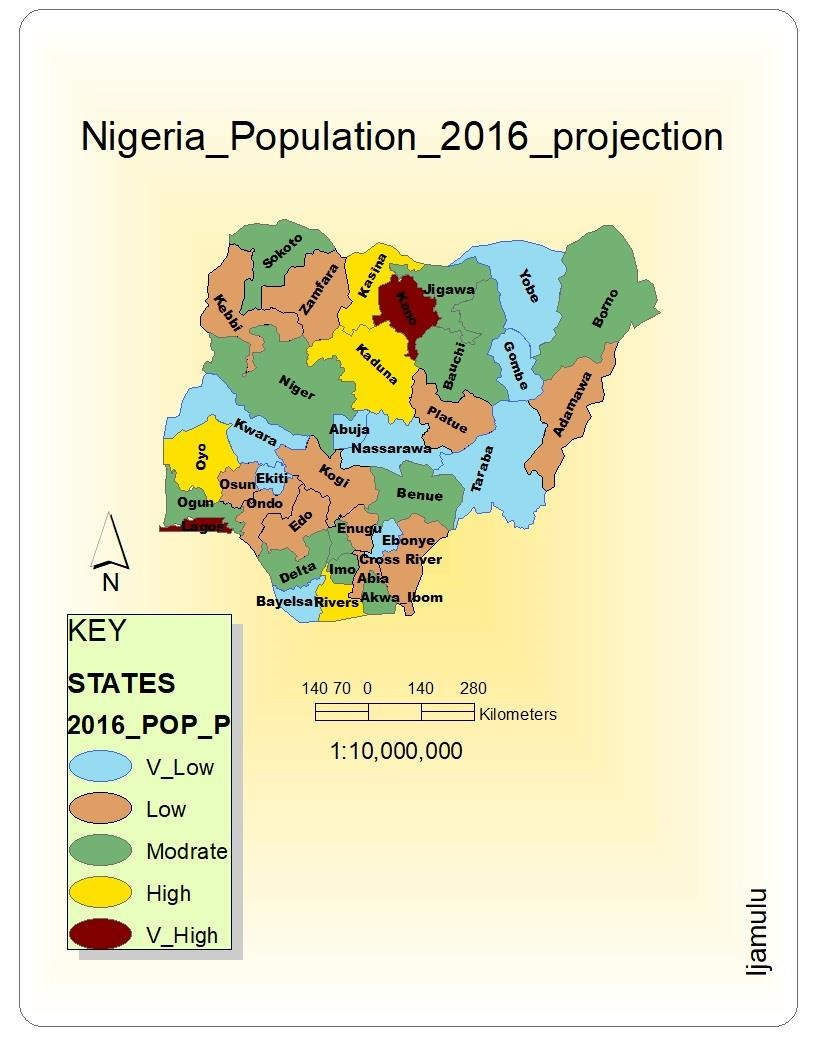 Nigeria_Population_2016_projection
Sokoto
Kasina
Zamfara
Kebbi
Kano
Jigawa
Yobe
Borno
Kaduna
Bauchi
Gombe
Niger
Platue
Adamawa
Abuja
Kwara
Nassarawa
Oyo
Taraba
Osun
Ekiti
Kogi
Benue
Ogun
Ondo
Lagos
Edo
Enugu
Ebonye
Delta
Imo
Cross River
Abia
Bayelsa
Rivers
Akwa_Ibom
N
KEY
STATES
2016_POP_P
V_Low
Low
Modrate
High
V_High
140 70 0 140 280
Kilometers
1:10,000,000
Ijamulu